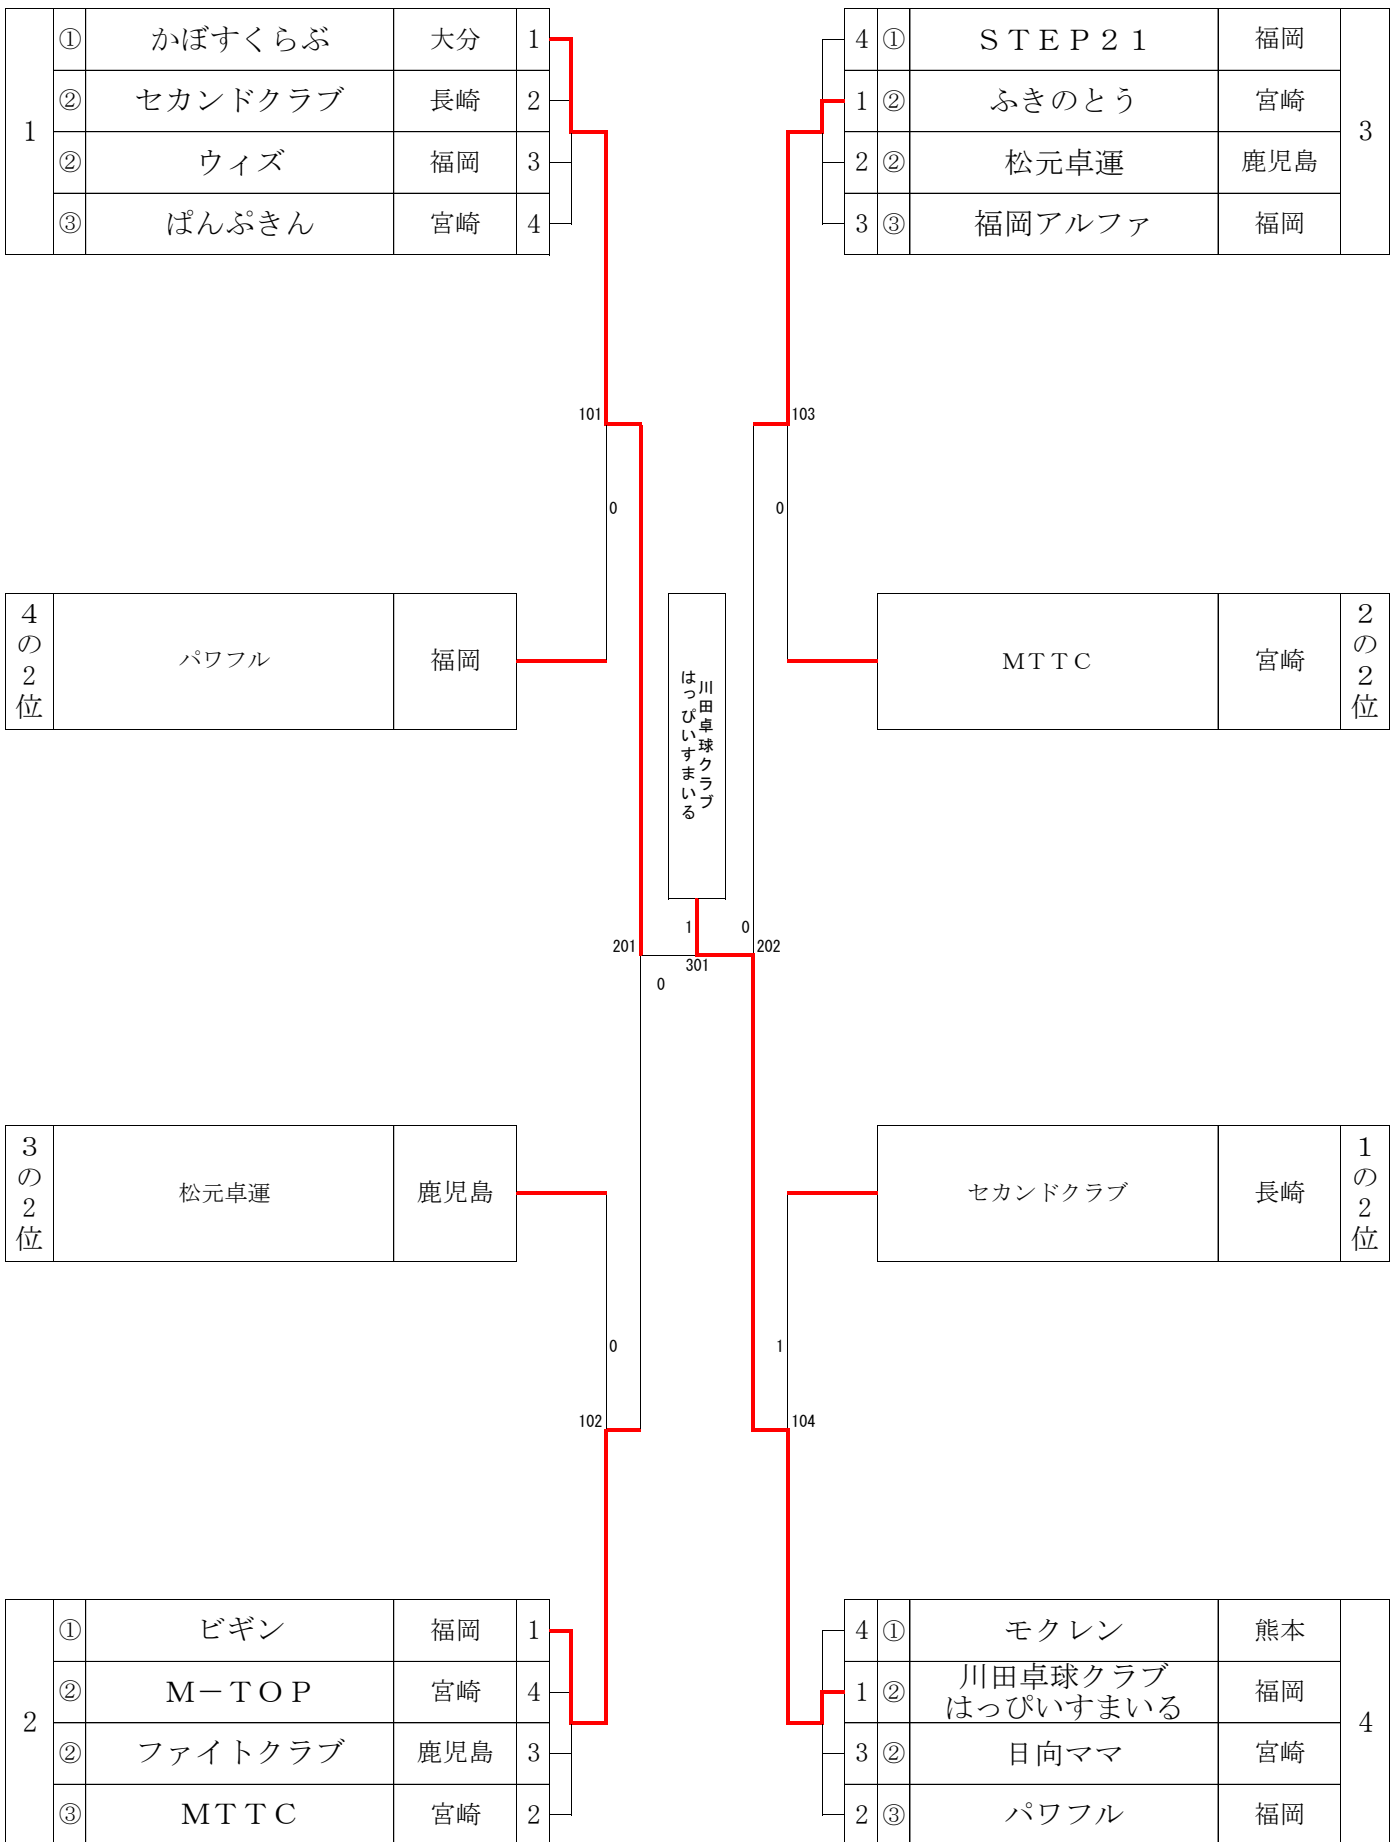 1
① かぼすくらぶ 大分 1
② セカンドクラブ 長崎 2
② ウィズ 福岡 3
③ ぱんぷきん 宮崎 4
3
4 ① ＳＴＥＰ２１ 福岡
1 ② ふきのとう 宮崎
2 ② 松元卓運 鹿児島
3 ③ 福岡アルファ 福岡
101
103
0
0
４の２位 パワフル 福岡
川田卓球クラブ
はっぴいすまいる
ＭＴＴＣ 宮崎 ２の２位
1
0
201
301
202
0
３の２位 松元卓運 鹿児島
セカンドクラブ 長崎 １の２位
0
1
102
104
2
① ビギン 福岡 1
② Ｍ－ＴＯＰ 宮崎 4
② ファイトクラブ 鹿児島 3
③ ＭＴＴＣ 宮崎 2
4
4 ① モクレン 熊本
1 ② 川田卓球クラブ
はっぴいすまいる 福岡
3 ② 日向ママ 宮崎
2 ③ パワフル 福岡